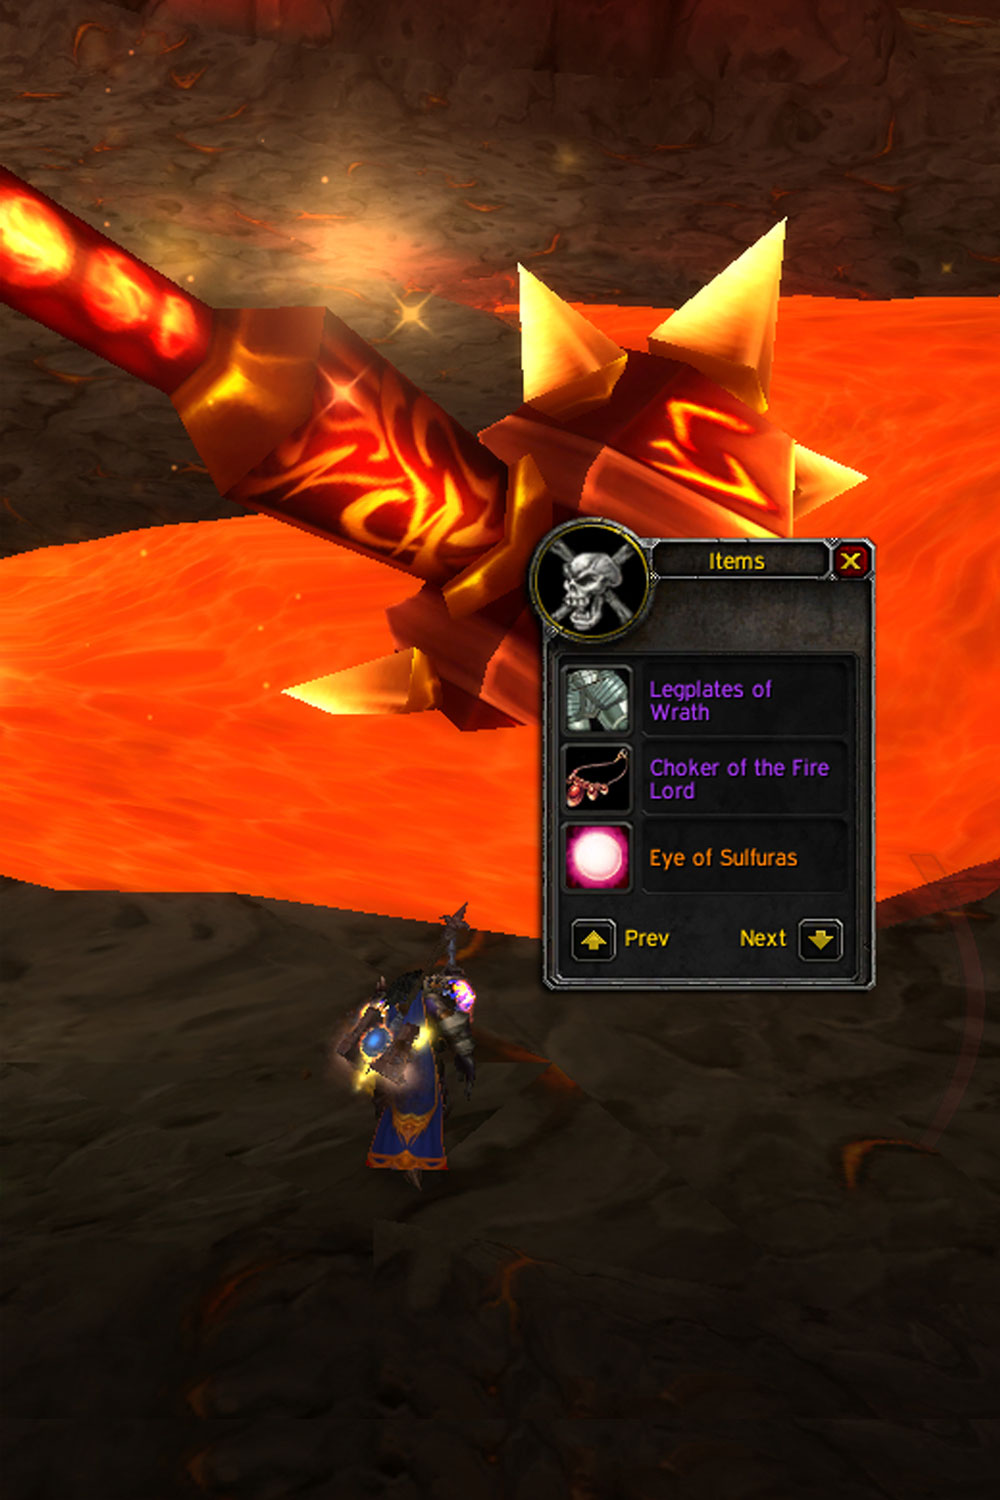 Items
Legplates of
Wrath
Choker of the Fire
Lord
Eye of Sulfuras
Prev Next